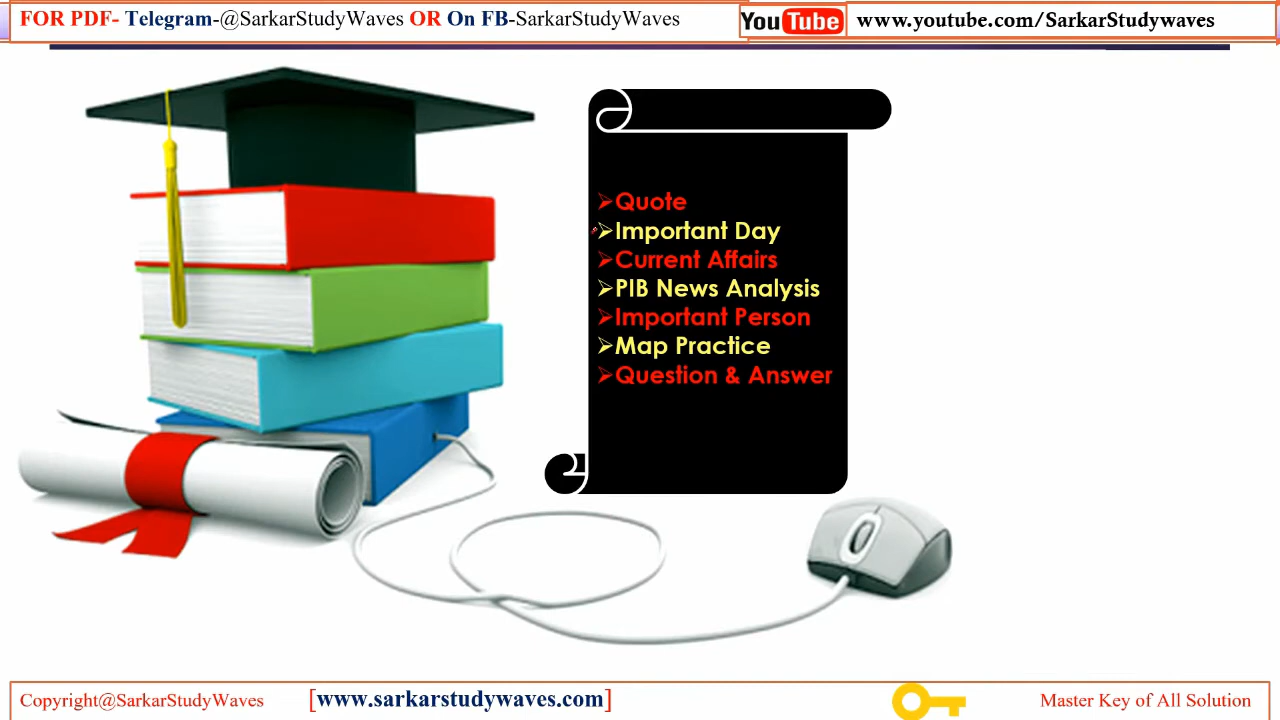 FOR PDF- Telegram-@SarkarStudyWaves OR On FB-SarkarStudyWaves
YouTube www.youtube.com/SarkarStudywaves
Quote
Important Day
Current Affairs
PIB News Analysis
Important Person
Map Practice
Question & Answer
Copyright@SarkarStudyWaves [www.sarkarstudywaves.com] Master Key of All Solution